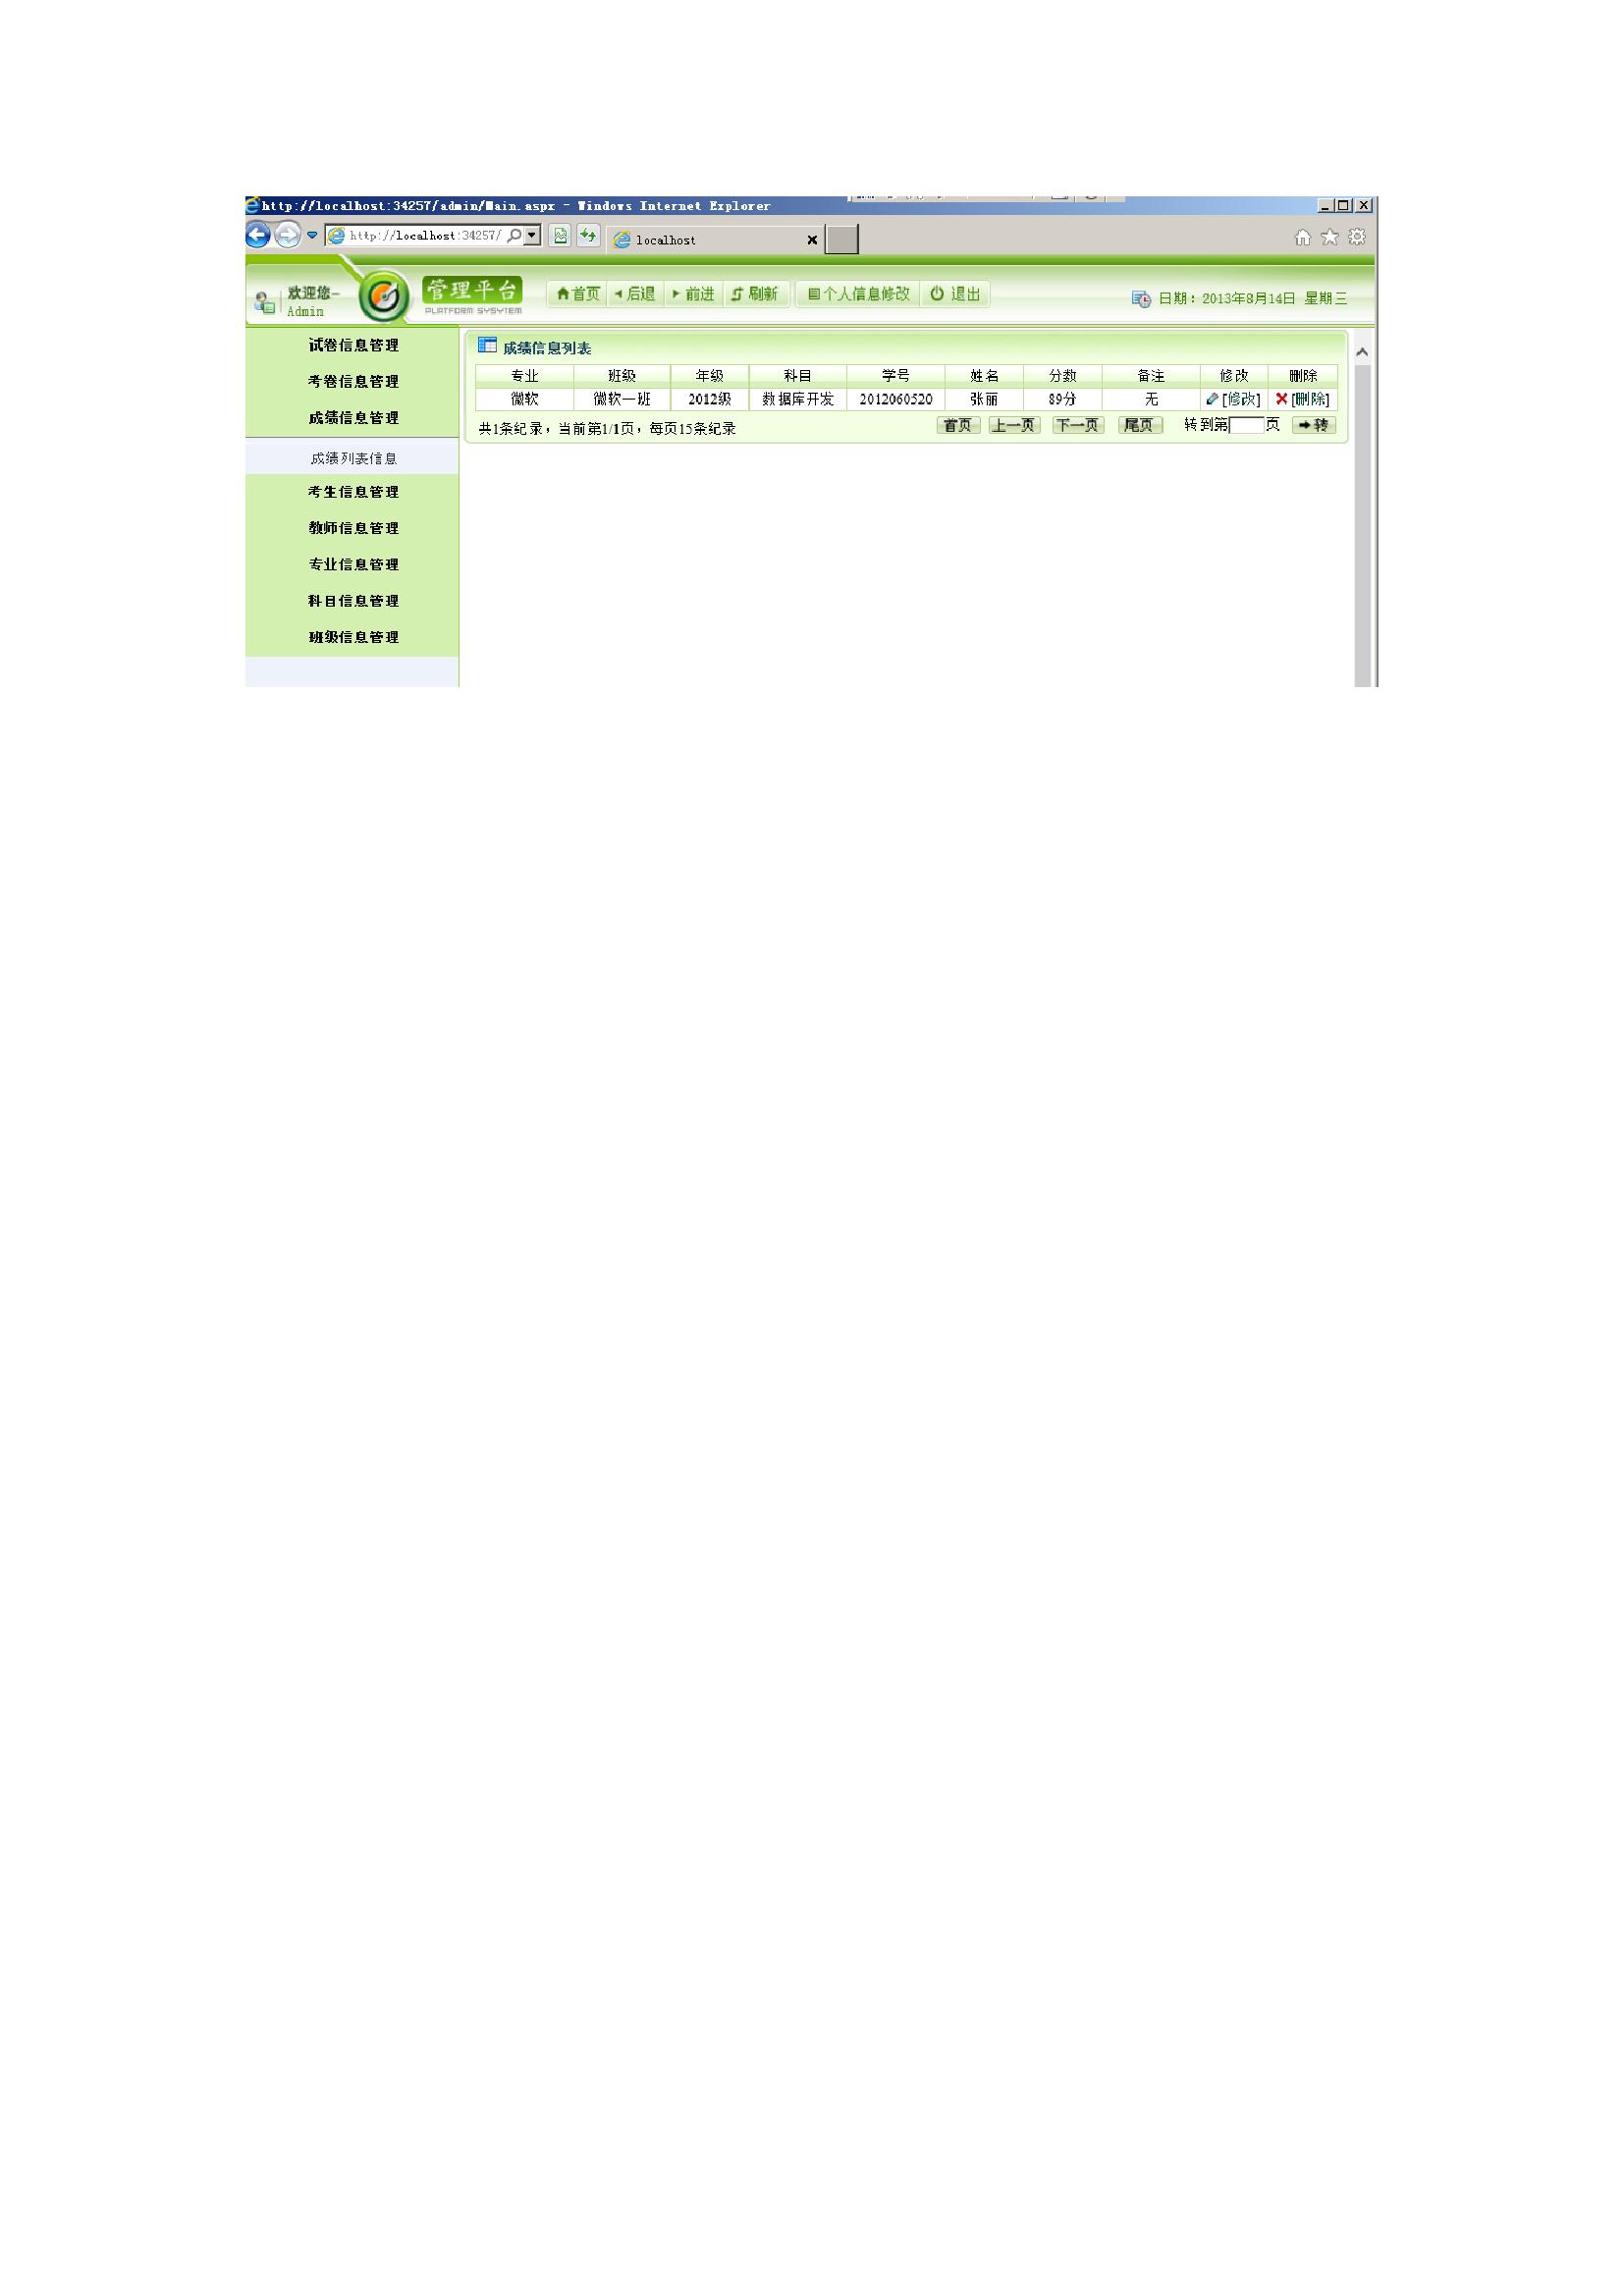 http://localhost:34257/admin/Main.aspx - Windows Internet Explorer
http://localhost:34257/
localhost
欢迎您-
Admin
管理平台
PLATFORM SYSYTEM
首页 后退 前进 刷新 个人信息修改 退出
日期：2013年8月14日 星期三
试卷信息管理
考卷信息管理
成绩信息管理
成绩列表信息
考生信息管理
教师信息管理
专业信息管理
科目信息管理
班级信息管理
成绩信息列表
专业 班级 年级 科目 学号 姓名 分数 备注 修改 删除
微软 微软一班 2012级 数据库开发 2012060520 张丽 89分 无 [修改] [删除]
共1条纪录，当前第1/1页，每页15条纪录 首页 上一页 下一页 尾页 转到第 页 转